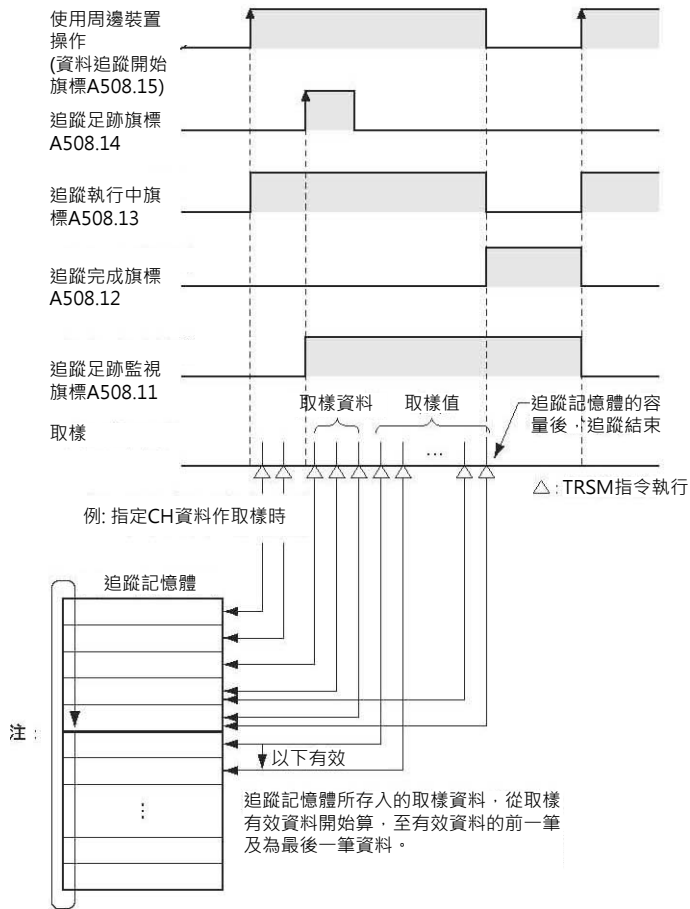 使用周邊裝置
操作
(資料追蹤開始
旗標A508.15)
追蹤足跡旗標
A508.14
追蹤執行中旗
標A508.13
追蹤完成旗標
A508.12
追蹤足跡監視
旗標A508.11
取樣資料
取樣值
追蹤記憶體的容
量後，追蹤結束
取樣
…
△:TRSM指令執行
例: 指定CH資料作取樣時
追蹤記憶體
注：
以下有效
⋮
追蹤記憶體所存入的取樣資料，從取樣
有效資料開始算，至有效資料的前一筆
及為最後一筆資料。